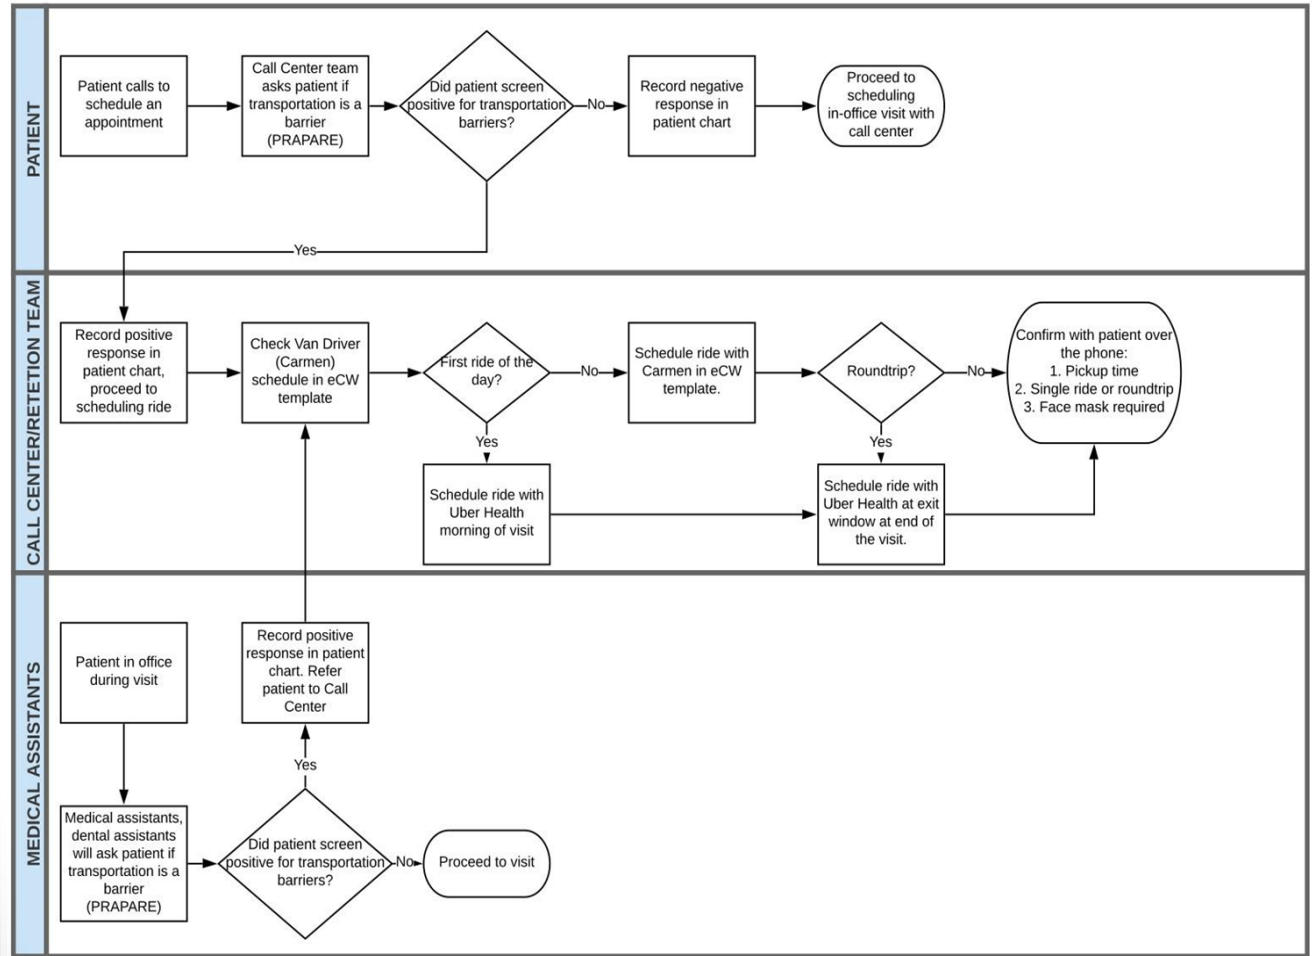 PATIENT
Patient calls to
schedule an
appointment
Call Center team
asks patient if
transportation is a
barrier
(PRAPARE)
Did patient screen
positive for transportation
barriers?
No
Record negative
response in
patient chart
Proceed to
scheduling
in-office visit with
call center
Yes
CALL CENTER/RETETION TEAM
Record positive
response in
patient chart,
proceed to
scheduling ride
Check Van Driver
(Carmen)
schedule in eCW
template
First ride of the
day?
No
Schedule ride with
Carmen in eCW
template.
Roundtrip?
No
Confirm with patient over
the phone:
1. Pickup time
2. Single ride or roundtrip
3. Face mask required
Yes
Yes
Schedule ride with
Uber Health
morning of visit
Schedule ride with
Uber Health at exit
window at end of
the visit.
MEDICAL ASSISTANTS
Patient in office
during visit
Record positive
response in patient
chart. Refer
patient to Call
Center
Yes
Medical assistants,
dental assistants
will ask patient if
transportation is a
barrier
(PRAPARE)
Did patient screen
positive for transportation
barriers?
No
Proceed to visit